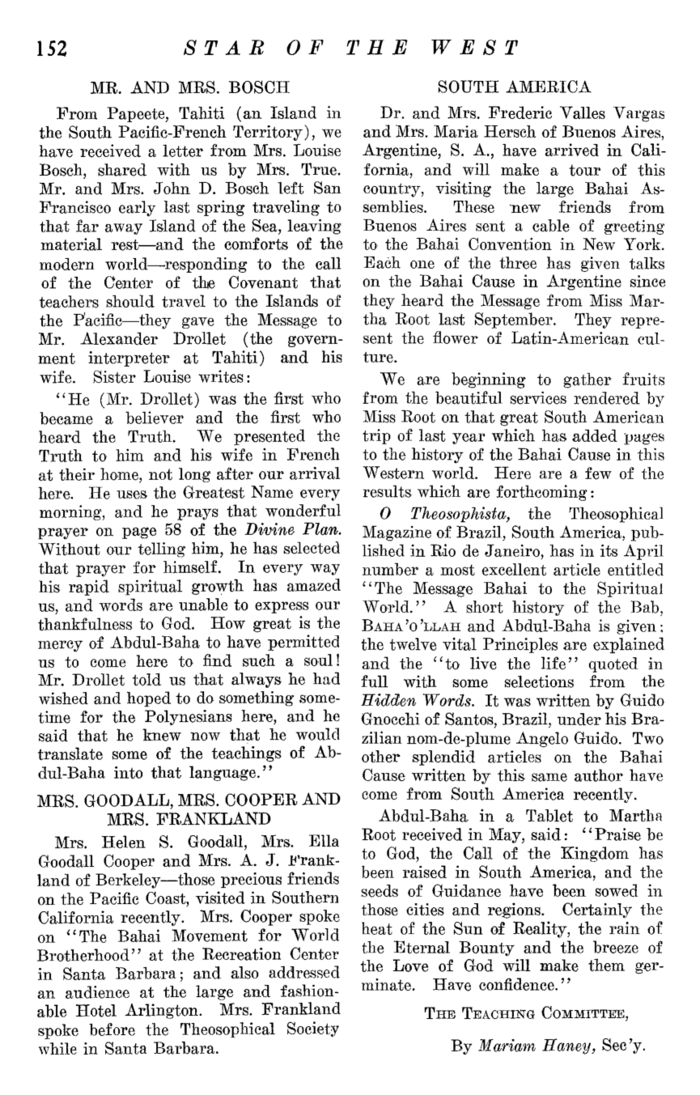 152 STAR OF THE WEST
MR. AND MRS. BOSCH
From Papeete, Tahiti (an Island in
the South Pacific-French Territory), we
have received a letter from Mrs. Louise
Bosch, shared with us by Mrs. True.
Mr. and Mrs. John D. Bosch left San
Francisco early last spring traveling to
that far away Island of the Sea, leaving
material rest—and the comforts of the
modern world—responding to the call
of the Center of the Covenant that
teachers should travel to the Islands of
the Pacific—they gave the Message to
Mr. Alexander Drollet (the govern-
ment interpreter at Tahiti) and his
wife. Sister Louise writes:
“He (Mr. Drollet) was the first who
became a believer and the first who
heard the Truth. We presented the
Truth to him and his wife in French
at their home, not long after our arrival
here. He uses the Greatest Name every
morning, and he prays that wonderful
prayer on page 58 of the Divine Plan.
Without our telling him, he has selected
that prayer for himself. In every way
his rapid spiritual growth has amazed
us, and words are unable to express our
thankfulness to God. How great is the
mercy of Abdul-Baha to have permitted
us to come here to find such a soul!
Mr. Drollet told us that always he had
wished and hoped to do something some-
time for the Polynesians here, and he
said that he knew now that he would
translate some of the teachings of Ab-
dul-Baha into that language.”
MRS. GOODALL, MRS. COOPER AND
MRS. FRANKLAND
Mrs. Helen S. Goodall, Mrs. Ella
Goodall Cooper and Mrs. A. J. Frank-
land of Berkeley—those precious friends
on the Pacific Coast, visited in Southern
California recently. Mrs. Cooper spoke
on “The Bahai Movement for World
Brotherhood” at the Recreation Center
in Santa Barbara; and also addressed
an audience at the large and fashion-
able Hotel Arlington. Mrs. Frankland
spoke before the Theosophical Society
while in Santa Barbara.
SOUTH AMERICA
Dr. and Mrs. Frederic Valles Vargas
and Mrs. Maria Hersch of Buenos Aires,
Argentine, S. A., have arrived in Cali-
fornia, and will make a tour of this
country, visiting the large Bahai As-
semblies. These new friends from
Buenos Aires sent a cable of greeting
to the Bahai Convention in New York.
Each one of the three has given talks
on the Bahai Cause in Argentine since
they heard the Message from Miss Mar-
tha Root last September. They repre-
sent the flower of Latin-American cul-
ture.
We are beginning to gather fruits
from the beautiful services rendered by
Miss Root on that great South American
trip of last year which has added pages
to the history of the Bahai Cause in this
Western world. Here are a few of the
results which are forthcoming:
O Theosophista, the Theosophical
Magazine of Brazil, South America, pub-
lished in Rio de Janeiro, has in its April
number a most excellent article entitled
“The Message Bahai to the Spiritual
World.” A short history of the Bab,
BAHA’O’LLAH and Abdul-Baha is given;
the twelve vital Principles are explained
and the “to live the life” quoted in
full with some selections from the
Hidden Words. It was written by Guido
Gnocchi of Santos, Brazil, under his Bra-
zilian nom-de-plume Angelo Guido. Two
other splendid articles on the Bahai
Cause written by this same author have
come from South America recently.
Abdul-Baha in a Tablet to Martha
Root received in May, said: “Praise be
to God, the Call of the Kingdom has
been raised in South America, and the
seeds of Guidance have been sowed in
those cities and regions. Certainly the
heat of the Sun of Reality, the rain of
the Eternal Bounty and the breeze of
the Love of God will make them ger-
minate. Have confidence.”
THE TEACHING COMMITTEE,
By Mariam Haney, Sec’y.